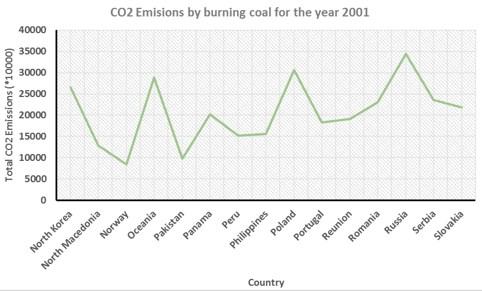 CO2 Emisions by burning coal for the year 2001
Total CO2 Emissions (*10000)
40000
35000
30000
25000
20000
15000
10000
5000
0
North Korea
North Macedonia
Norway
Oceania
Pakistan
Panama
Peru
Philippines
Poland
Portugal
Reunion
Romania
Russia
Serbia
Slovakia
Country